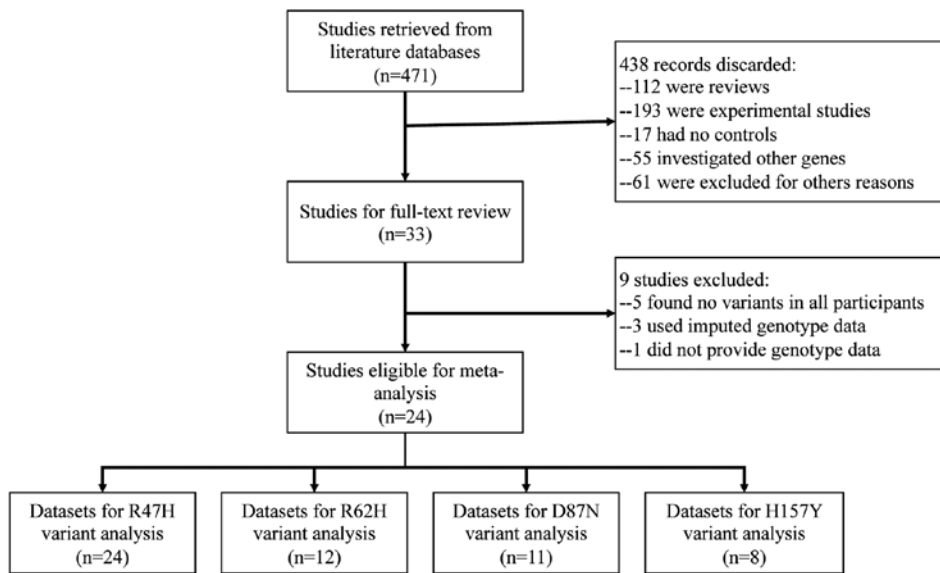 Studies retrieved from
literature databases
(n=471)
438 records discarded:
--112 were reviews
--193 were experimental studies
--17 had no controls
--55 investigated other genes
--61 were excluded for others reasons
Studies for full-text review
(n=33)
9 studies excluded:
--5 found no variants in all participants
--3 used imputed genotype data
--1 did not provide genotype data
Studies eligible for meta-
analysis
(n=24)
Datasets for R47H
variant analysis
(n=24)
Datasets for R62H
variant analysis
(n=12)
Datasets for D87N
variant analysis
(n=11)
Datasets for H157Y
variant analysis
(n=8)